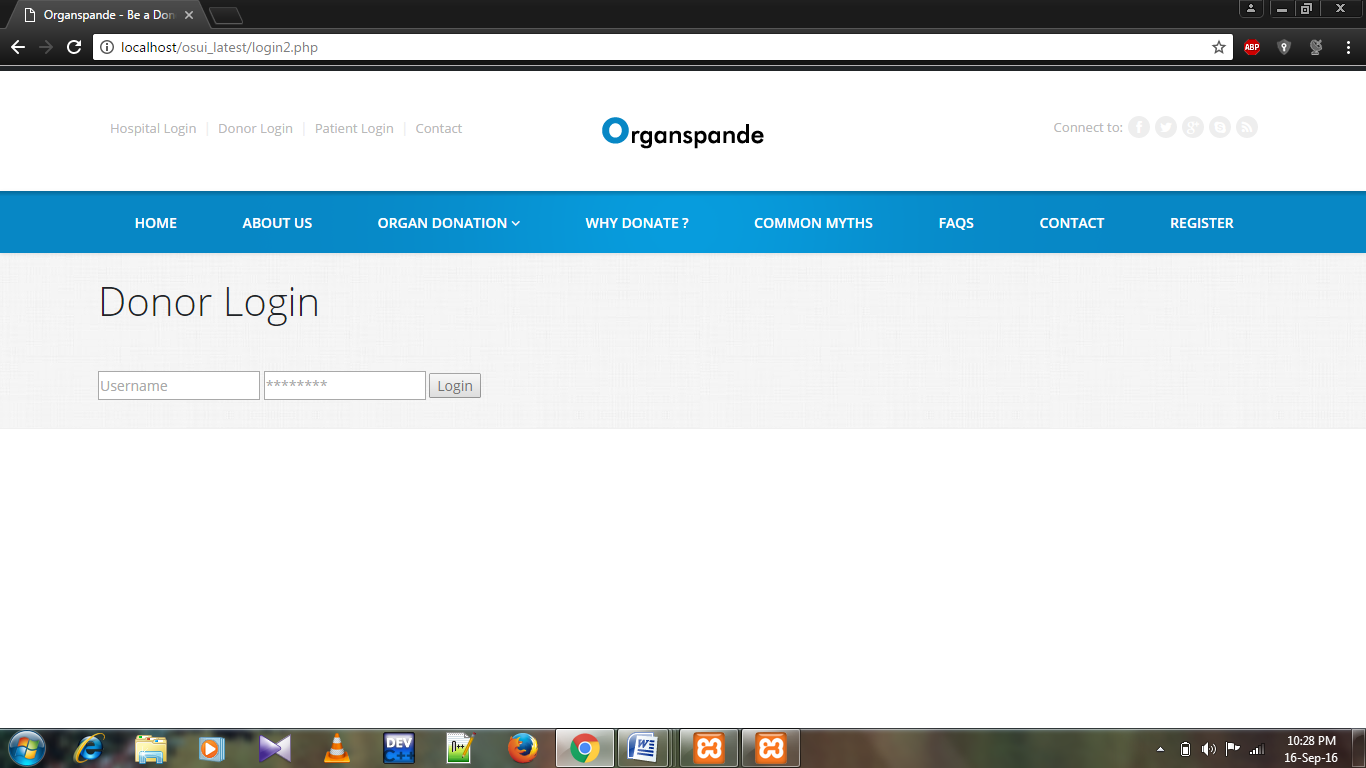 Organspande - Be a Don
localhost/osui_latest/login2.php
ABP
Hospital Login | Donor Login | Patient Login | Contact
Organspande
Connect to:
HOME ABOUT US ORGAN DONATION WHY DONATE ? COMMON MYTHS FAQS CONTACT REGISTER
Donor Login
Username ******** Login
DEV
C++
n++
W
10:28 PM
16-Sep-16